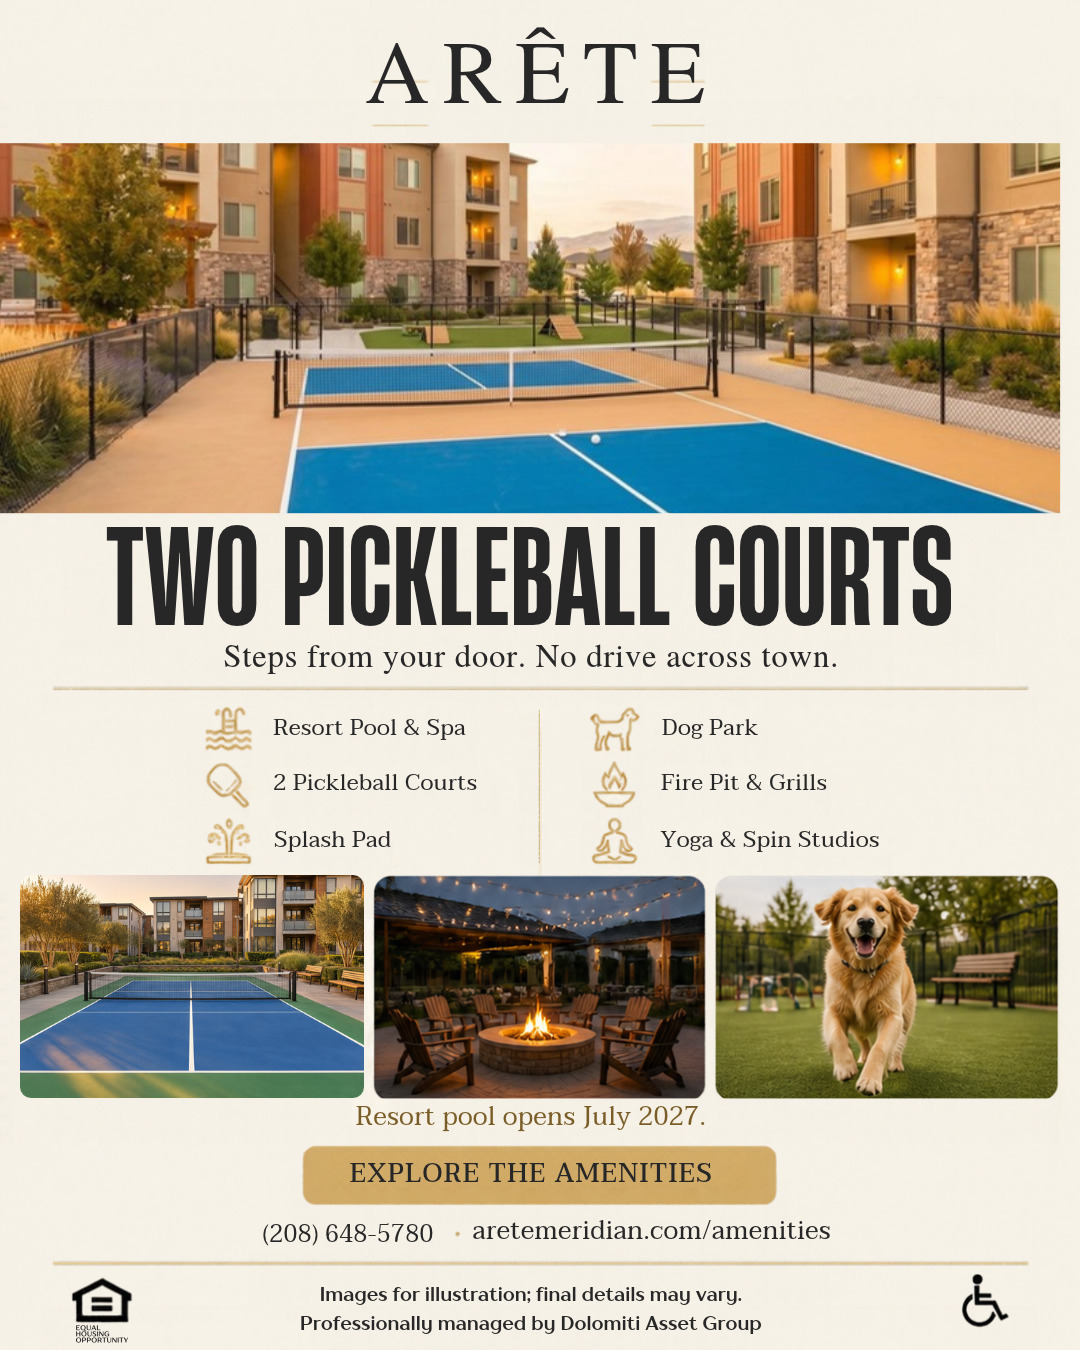 ARÊTE
TWO PICKLEBALL COURTS
Steps from your door. No drive across town.
Resort Pool & Spa
2 Pickleball Courts
Splash Pad
Dog Park
Fire Pit & Grills
Yoga & Spin Studios
Resort pool opens July 2027.
EXPLORE THE AMENITIES
(208) 648-5780 • aretemeridian.com/amenities
Images for illustration; final details may vary.
Professionally managed by Dolomiti Asset Group
EQUAL
HOUSING
OPPORTUNITY